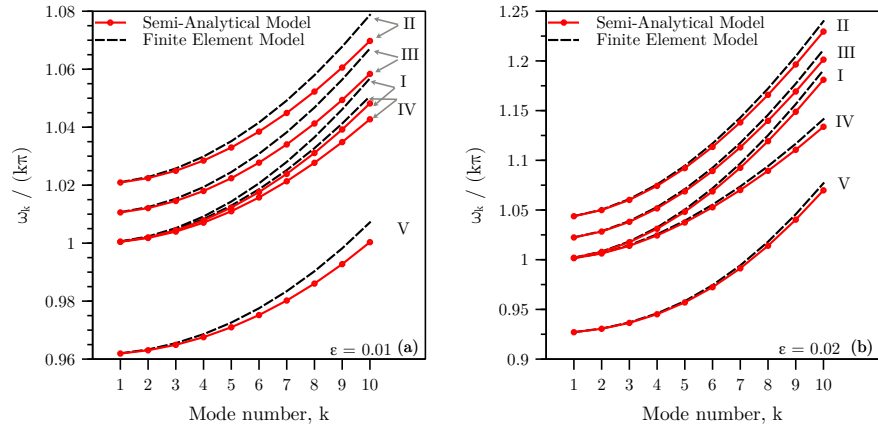 Semi-Analytical Model
Finite Element Model
II
III
I
IV
V
1.08
1.06
1.04
1.02
1
0.98
0.96
ωk / (kπ)
ε = 0.01 (a)
1 2 3 4 5 6 7 8 9 10
Mode number, k
Semi-Analytical Model
Finite Element Model
II
III
I
IV
V
1.25
1.2
1.15
1.1
1.05
1
0.95
0.9
ωk / (kπ)
ε = 0.02 (b)
1 2 3 4 5 6 7 8 9 10
Mode number, k